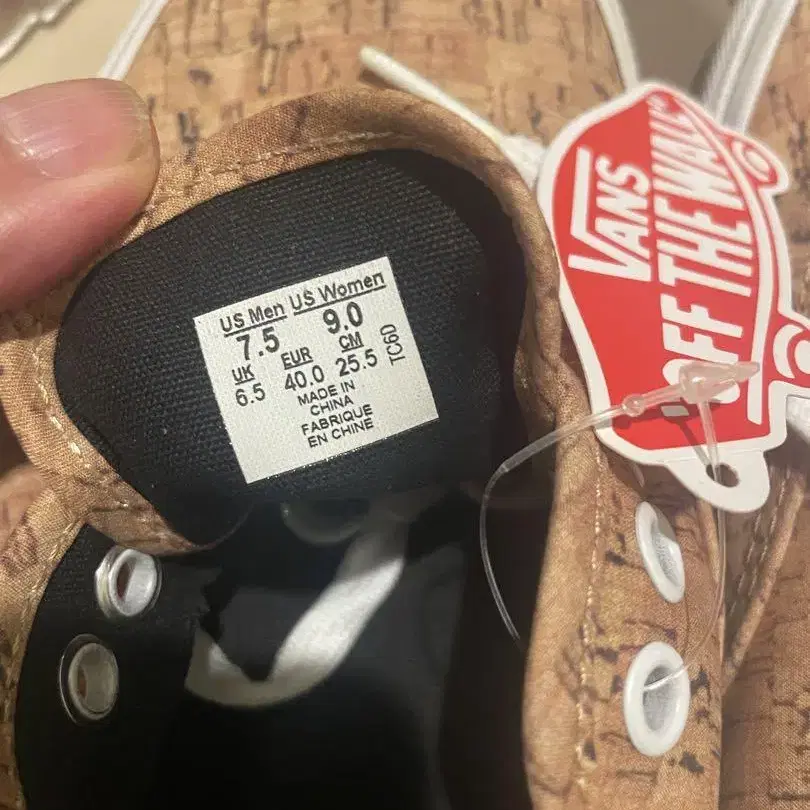 US Men US Women
7.5 9.0
UK EUR CM
6.5 40.0 25.5
TC6D
MADE IN
CHINA
FABRIQUE
EN CHINE
VANS
"OFF THE WALL"
®